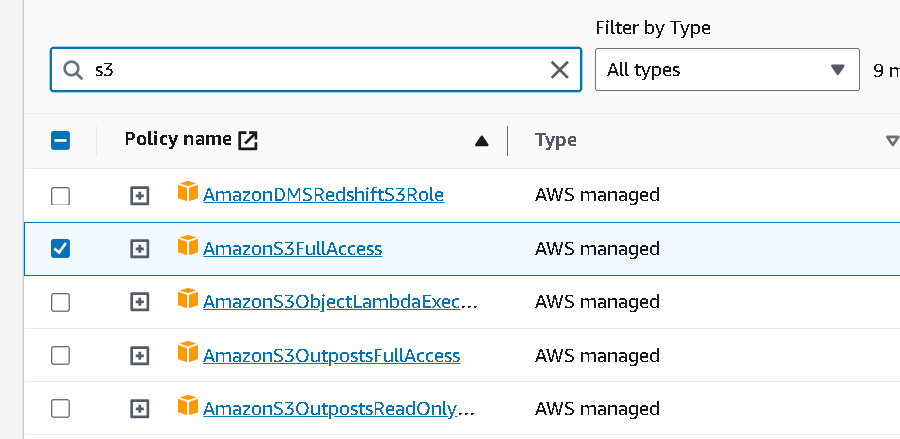 Filter by Type
s3
All types
9 m
Policy name
Type
AmazonDMSRedshiftS3Role
AWS managed
AmazonS3FullAccess
AWS managed
AmazonS3ObjectLambdaExec...
AWS managed
AmazonS3OutpostsFullAccess
AWS managed
AmazonS3OutpostsReadOnly...
AWS managed